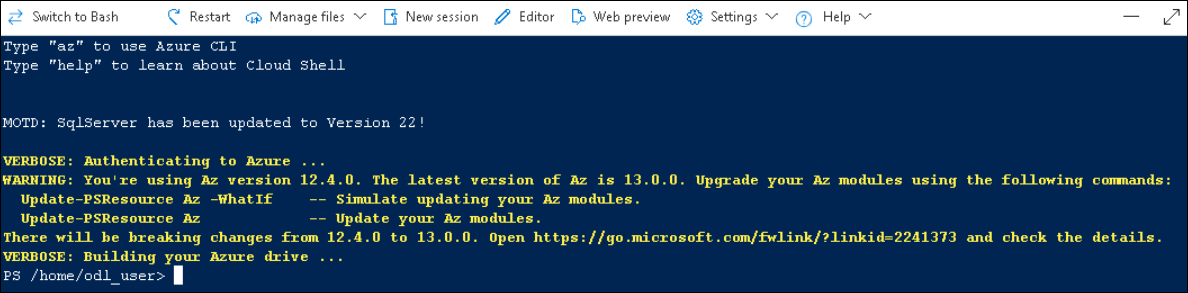 Switch to Bash Restart Manage files New session Editor Web preview Settings Help
Type "az" to use Azure CLI
Type "help" to learn about Cloud Shell
MOTD: SqlServer has been updated to Version 22!
VERBOSE: Authenticating to Azure ...
WARNING: You're using Az version 12.4.0. The latest version of Az is 13.0.0. Upgrade your Az modules using the following commands:
  Update-PSResource Az -WhatIf    -- Simulate updating your Az modules.
  Update-PSResource Az            -- Update your Az modules.
There will be breaking changes from 12.4.0 to 13.0.0. Open https://go.microsoft.com/fwlink/?linkid=2241373 and check the details.
VERBOSE: Building your Azure drive ...
PS /home/odl_user>